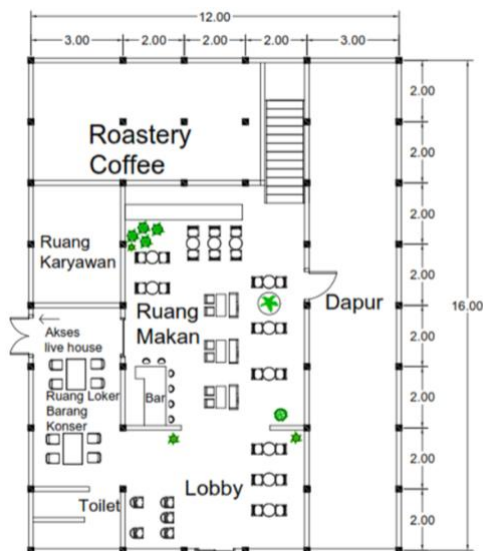 12.00
3.00 2.00 2.00 2.00 3.00
2.00
Roastery
Coffee
2.00
2.00
Ruang
Karyawan
2.00
Ruang
Makan
Dapur
16.00
Akses
live house
2.00
Ruang Loker
Barang
Konser
Bar
2.00
2.00
Lobby
Toilet
2.00